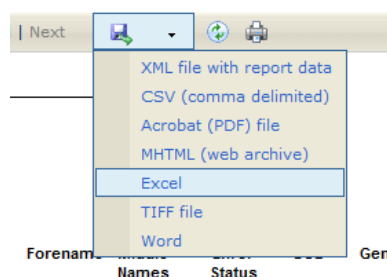 | Next
XML file with report data
CSV (comma delimited)
Acrobat (PDF) file
MHTML (web archive)
Excel
TIFF file
Word
Forename
Names
Status
Gen